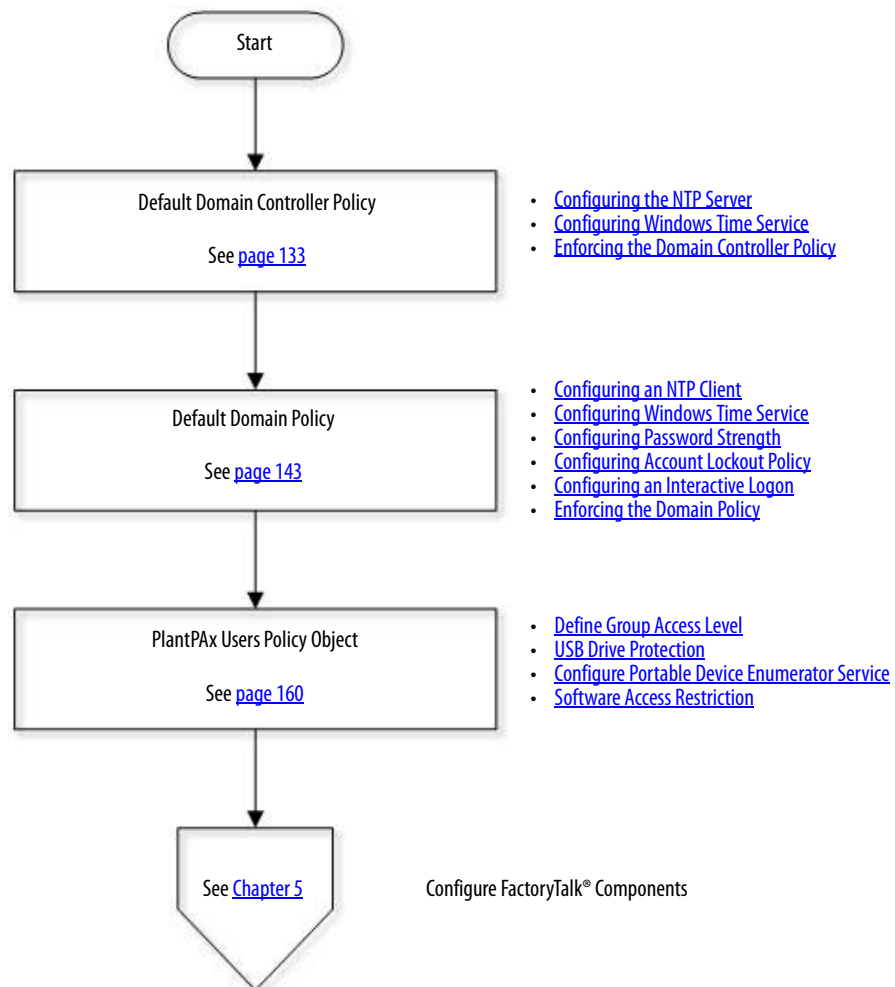 Start
Default Domain Controller Policy
See page 133
• Configuring the NTP Server
• Configuring Windows Time Service
• Enforcing the Domain Controller Policy
Default Domain Policy
See page 143
• Configuring an NTP Client
• Configuring Windows Time Service
• Configuring Password Strength
• Configuring Account Lockout Policy
• Configuring an Interactive Logon
• Enforcing the Domain Policy
PlantPAx Users Policy Object
See page 160
• Define Group Access Level
• USB Drive Protection
• Configure Portable Device Enumerator Service
• Software Access Restriction
See Chapter 5
Configure FactoryTalk® Components